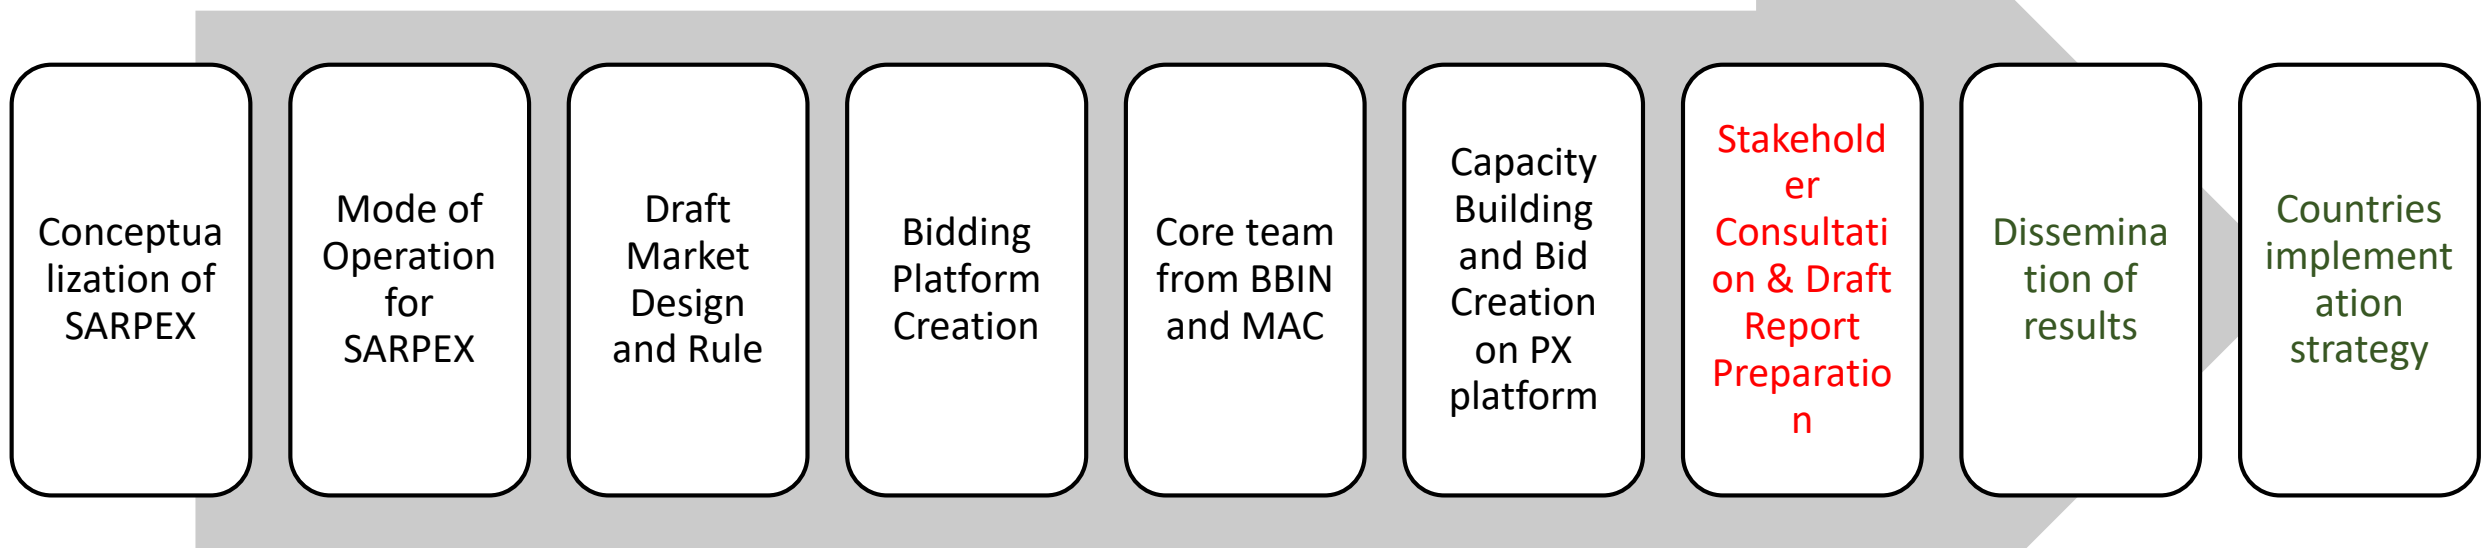 Conceptua
lization of
SARPEX
Mode of
Operation
for
SARPEX
Draft
Market
Design
and Rule
Bidding
Platform
Creation
Core team
from BBIN
and MAC
Capacity
Building
and Bid
Creation
on PX
platform
Stakehold
er
Consultati
on & Draft
Report
Preparatio
n
Dissemina
tion of
results
Countries
implement
ation
strategy